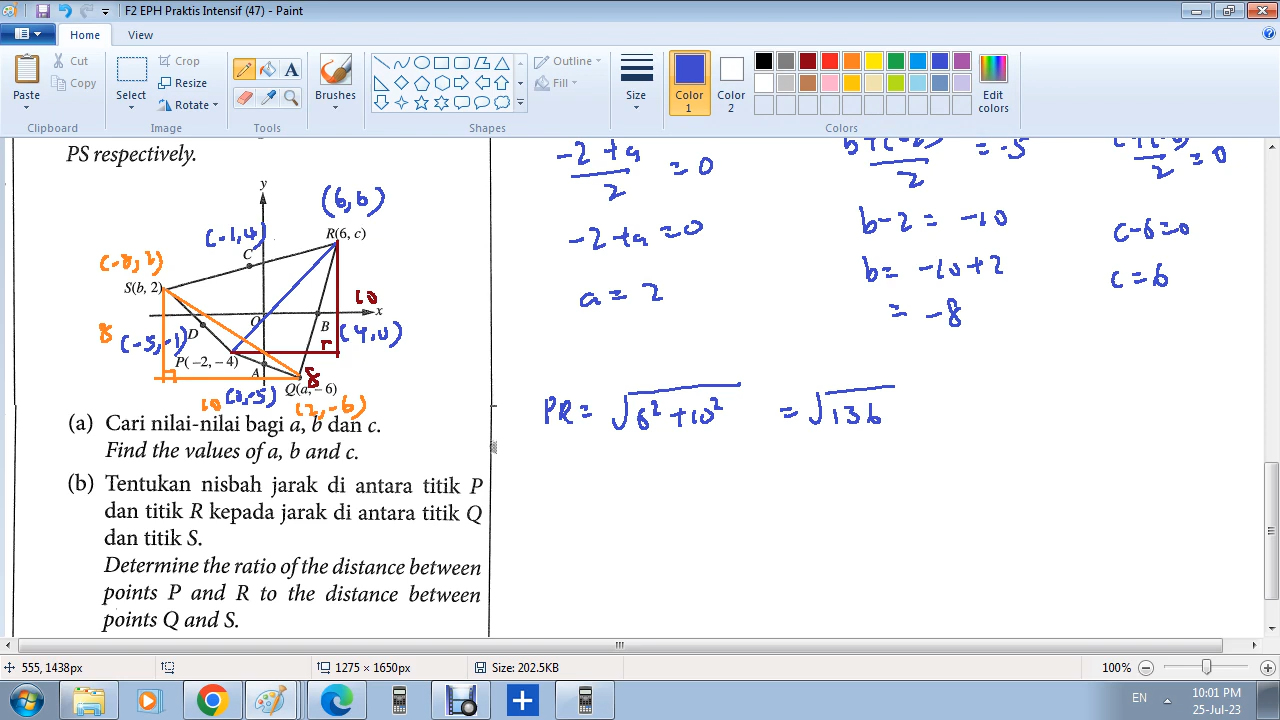 F2 EPH Praktis Intensif (47) - Paint
Home View
Paste
Cut
Copy
Clipboard
Select
Crop
Resize
Rotate
Image
A
Tools
Brushes
Outline
Fill
Shapes
Size
Color 1
Color 2
Edit colors
Colors
PS respectively.
y
(6,6)
R(6, c)
(-1,4)
C
(-8,2)
S(b, 2)
10
x
O
B
8
D
(-5,-1)
(4,0)
P(−2, −4)
A
8
Q(a, −6)
10
(0,-5)
(2,-6)
(a) Cari nilai-nilai bagi a, b dan c.
Find the values of a, b and c.
(b) Tentukan nisbah jarak di antara titik P
dan titik R kepada jarak di antara titik Q
dan titik S.
Determine the ratio of the distance between
points P and R to the distance between
points Q and S.
-2+a/2 = 0
-2+a=0
a= 2
b+(-2)/2 = -5
b-2 = -10
b= -10+2
= -8
c+(-6)/2 = 0
c-6=0
c=6
PR= √8²+10² = √136
555, 1438px
1275 × 1650px
Size: 202.5KB
100%
EN
10:01 PM
25-Jul-23